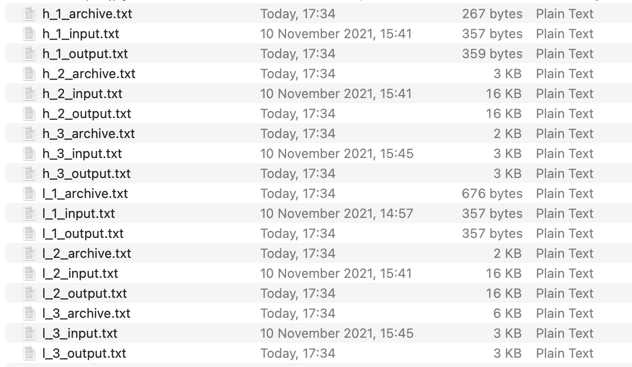 h_1_archive.txt Today, 17:34 267 bytes Plain Text
h_1_input.txt 10 November 2021, 15:41 357 bytes Plain Text
h_1_output.txt Today, 17:34 359 bytes Plain Text
h_2_archive.txt Today, 17:34 3 KB Plain Text
h_2_input.txt 10 November 2021, 15:41 16 KB Plain Text
h_2_output.txt Today, 17:34 16 KB Plain Text
h_3_archive.txt Today, 17:34 2 KB Plain Text
h_3_input.txt 10 November 2021, 15:45 3 KB Plain Text
h_3_output.txt Today, 17:34 3 KB Plain Text
l_1_archive.txt Today, 17:34 676 bytes Plain Text
l_1_input.txt 10 November 2021, 14:57 357 bytes Plain Text
l_1_output.txt Today, 17:34 357 bytes Plain Text
l_2_archive.txt Today, 17:34 2 KB Plain Text
l_2_input.txt 10 November 2021, 15:41 16 KB Plain Text
l_2_output.txt Today, 17:34 16 KB Plain Text
l_3_archive.txt Today, 17:34 6 KB Plain Text
l_3_input.txt 10 November 2021, 15:45 3 KB Plain Text
l_3_output.txt Today, 17:34 3 KB Plain Text